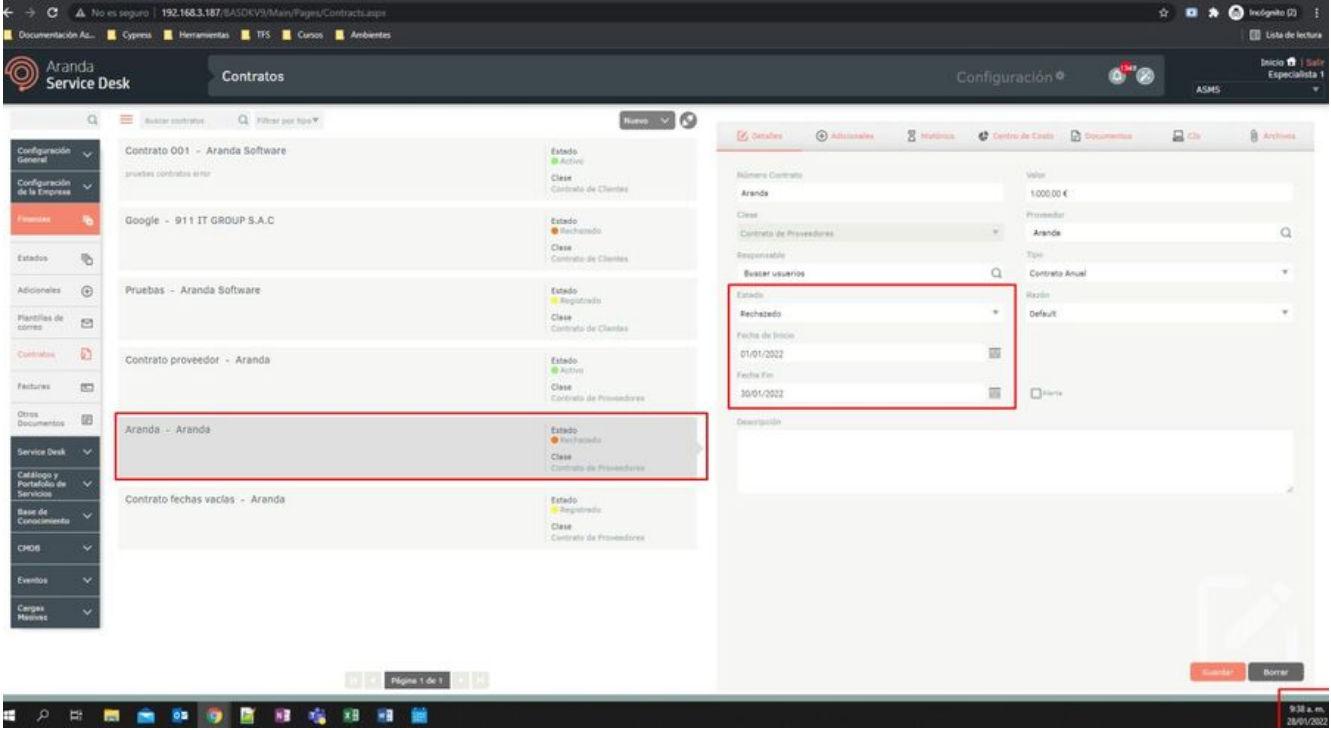 No es seguro | 192.168.3.187/BASDKV9/Main/Pages/Contracts.aspx
Incógnito (2)
Documentación Az... Cypress Herramientas TFS Cursos Ambientes
Lista de lectura
Aranda
Service Desk
Contratos
Configuración
1348
Inicio | Salir
Especialista 1
ASMS
Buscar contratos
Filtrar por tipo
Nuevo
Configuración General
Configuración de la Empresa
Finanzas
Estados
Adicionales
Plantillas de correo
Contratos
Facturas
Otros Documentos
Service Desk
Catálogo y Portafolio de Servicios
Base de Conocimiento
CMDB
Eventos
Cargas Masivas
Contrato 001 - Aranda Software
pruebas contratos error
Estado
Activo
Clase
Contrato de Clientes
Google - 911 IT GROUP S.A.C
Estado
Rechazado
Clase
Contrato de Clientes
Pruebas - Aranda Software
Estado
Registrado
Clase
Contrato de Clientes
Contrato proveedor - Aranda
Estado
Activo
Clase
Contrato de Proveedores
Aranda - Aranda
Estado
Rechazado
Clase
Contrato de Proveedores
Contrato fechas vacías - Aranda
Estado
Registrado
Clase
Contrato de Proveedores
Página 1 de 1
Detalles Adicionales Histórico Centro de Costo Documentos CIs Archivos
Número Contrato
Aranda
Valor
1.000,00 €
Clase
Contrato de Proveedores
Proveedor
Aranda
Responsable
Buscar usuarios
Tipo
Contrato Anual
Estado
Rechazado
Razón
Default
Fecha de Inicio
01/01/2022
Fecha Fin
30/01/2022
Alerta
Descripción
Guardar
Borrar
9:38 a. m.
28/01/2022